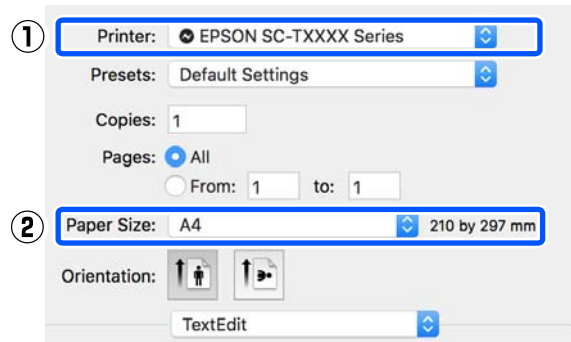 ① Printer: EPSON SC-TXXXX Series
Presets: Default Settings
Copies: 1
Pages: All
From: 1 to: 1
② Paper Size: A4 210 by 297 mm
Orientation:
TextEdit